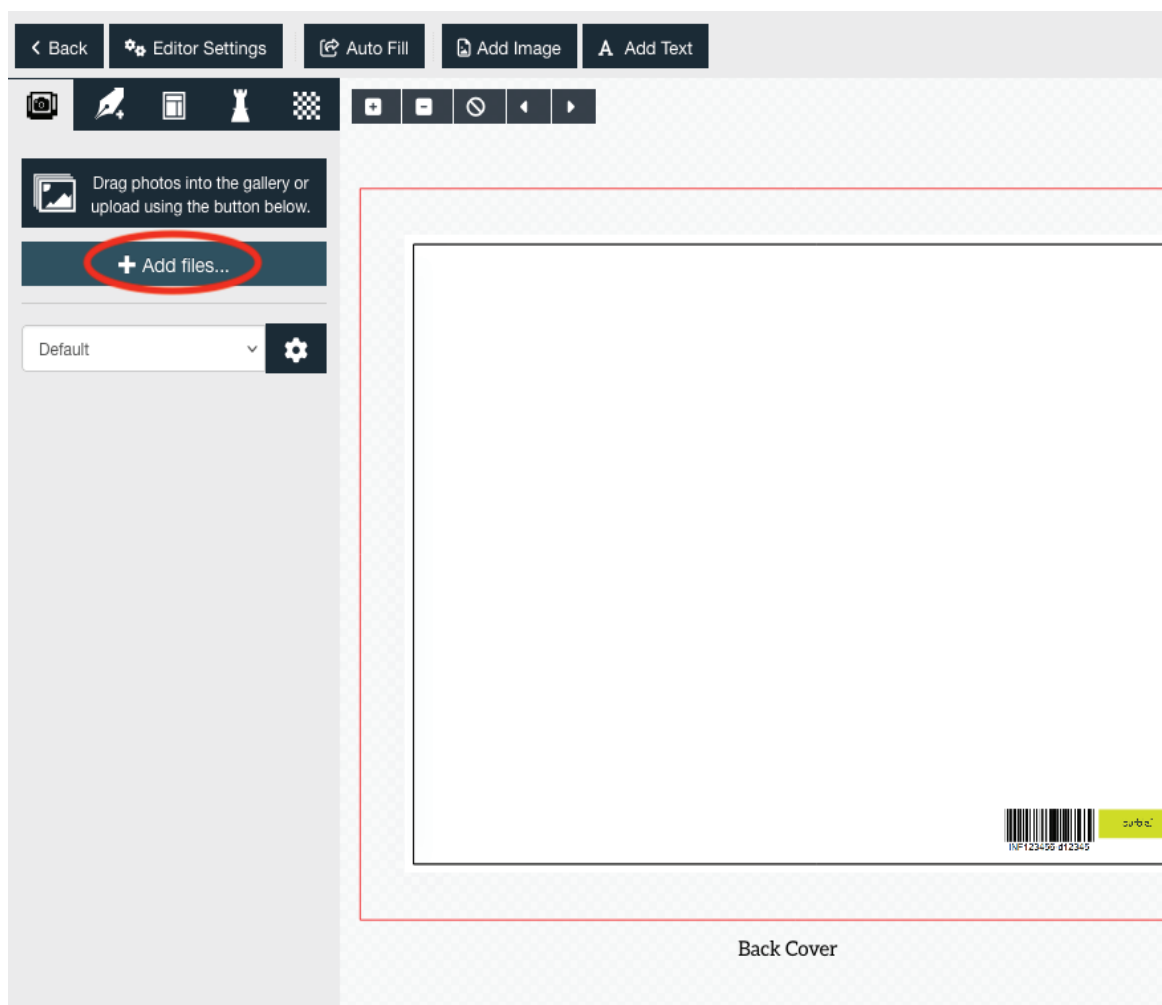 Back Editor Settings Auto Fill Add Image A Add Text
Drag photos into the gallery or
upload using the button below.
Add files...
Default
INF123456 d12345
Back Cover